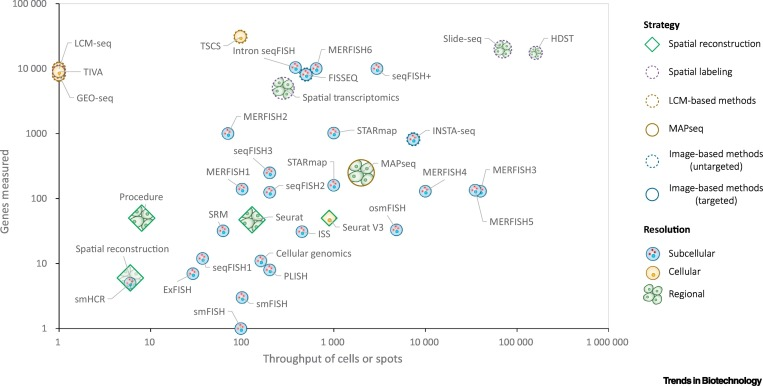 Genes measured
100 000
10 000
1000
100
10
1
1
10
100
1 000
10 000
100 000
1 000 000
Throughput of cells or spots
LCM-seq
TIVA
GEO-seq
TSCS
Intron seqFISH
MERFISH6
FISSEQ
seqFISH+
Spatial transcriptomics
Slide-seq
HDST
MERFISH2
STARmap
INSTA-seq
seqFISH3
STARmap
MAPseq
MERFISH1
seqFISH2
MERFISH4
MERFISH3
MERFISH5
Procedure
SRM
Seurat
ISS
Seurat V3
osmFISH
Spatial reconstruction
smHCR
ExFISH
seqFISH1
Cellular genomics
PLISH
smFISH
smFISH
Strategy
Spatial reconstruction
Spatial labeling
LCM-based methods
MAPseq
Image-based methods
(untargeted)
Image-based methods
(targeted)
Resolution
Subcellular
Cellular
Regional
Trends in Biotechnology